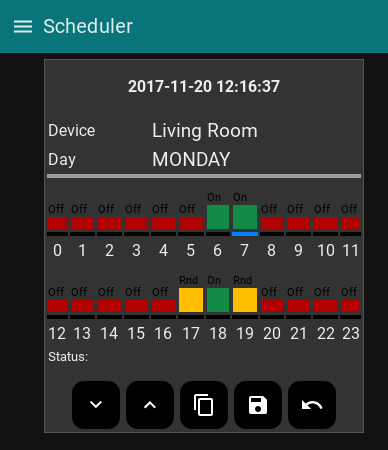 Scheduler
2017-11-20 12:16:37
Device Living Room
Day MONDAY
On On
Off Off Off Off Off Off Off Off Off Off
0 1 2 3 4 5 6 7 8 9 10 11
Rnd On Rnd
Off Off Off Off Off Off Off Off Off
12 13 14 15 16 17 18 19 20 21 22 23
Status: